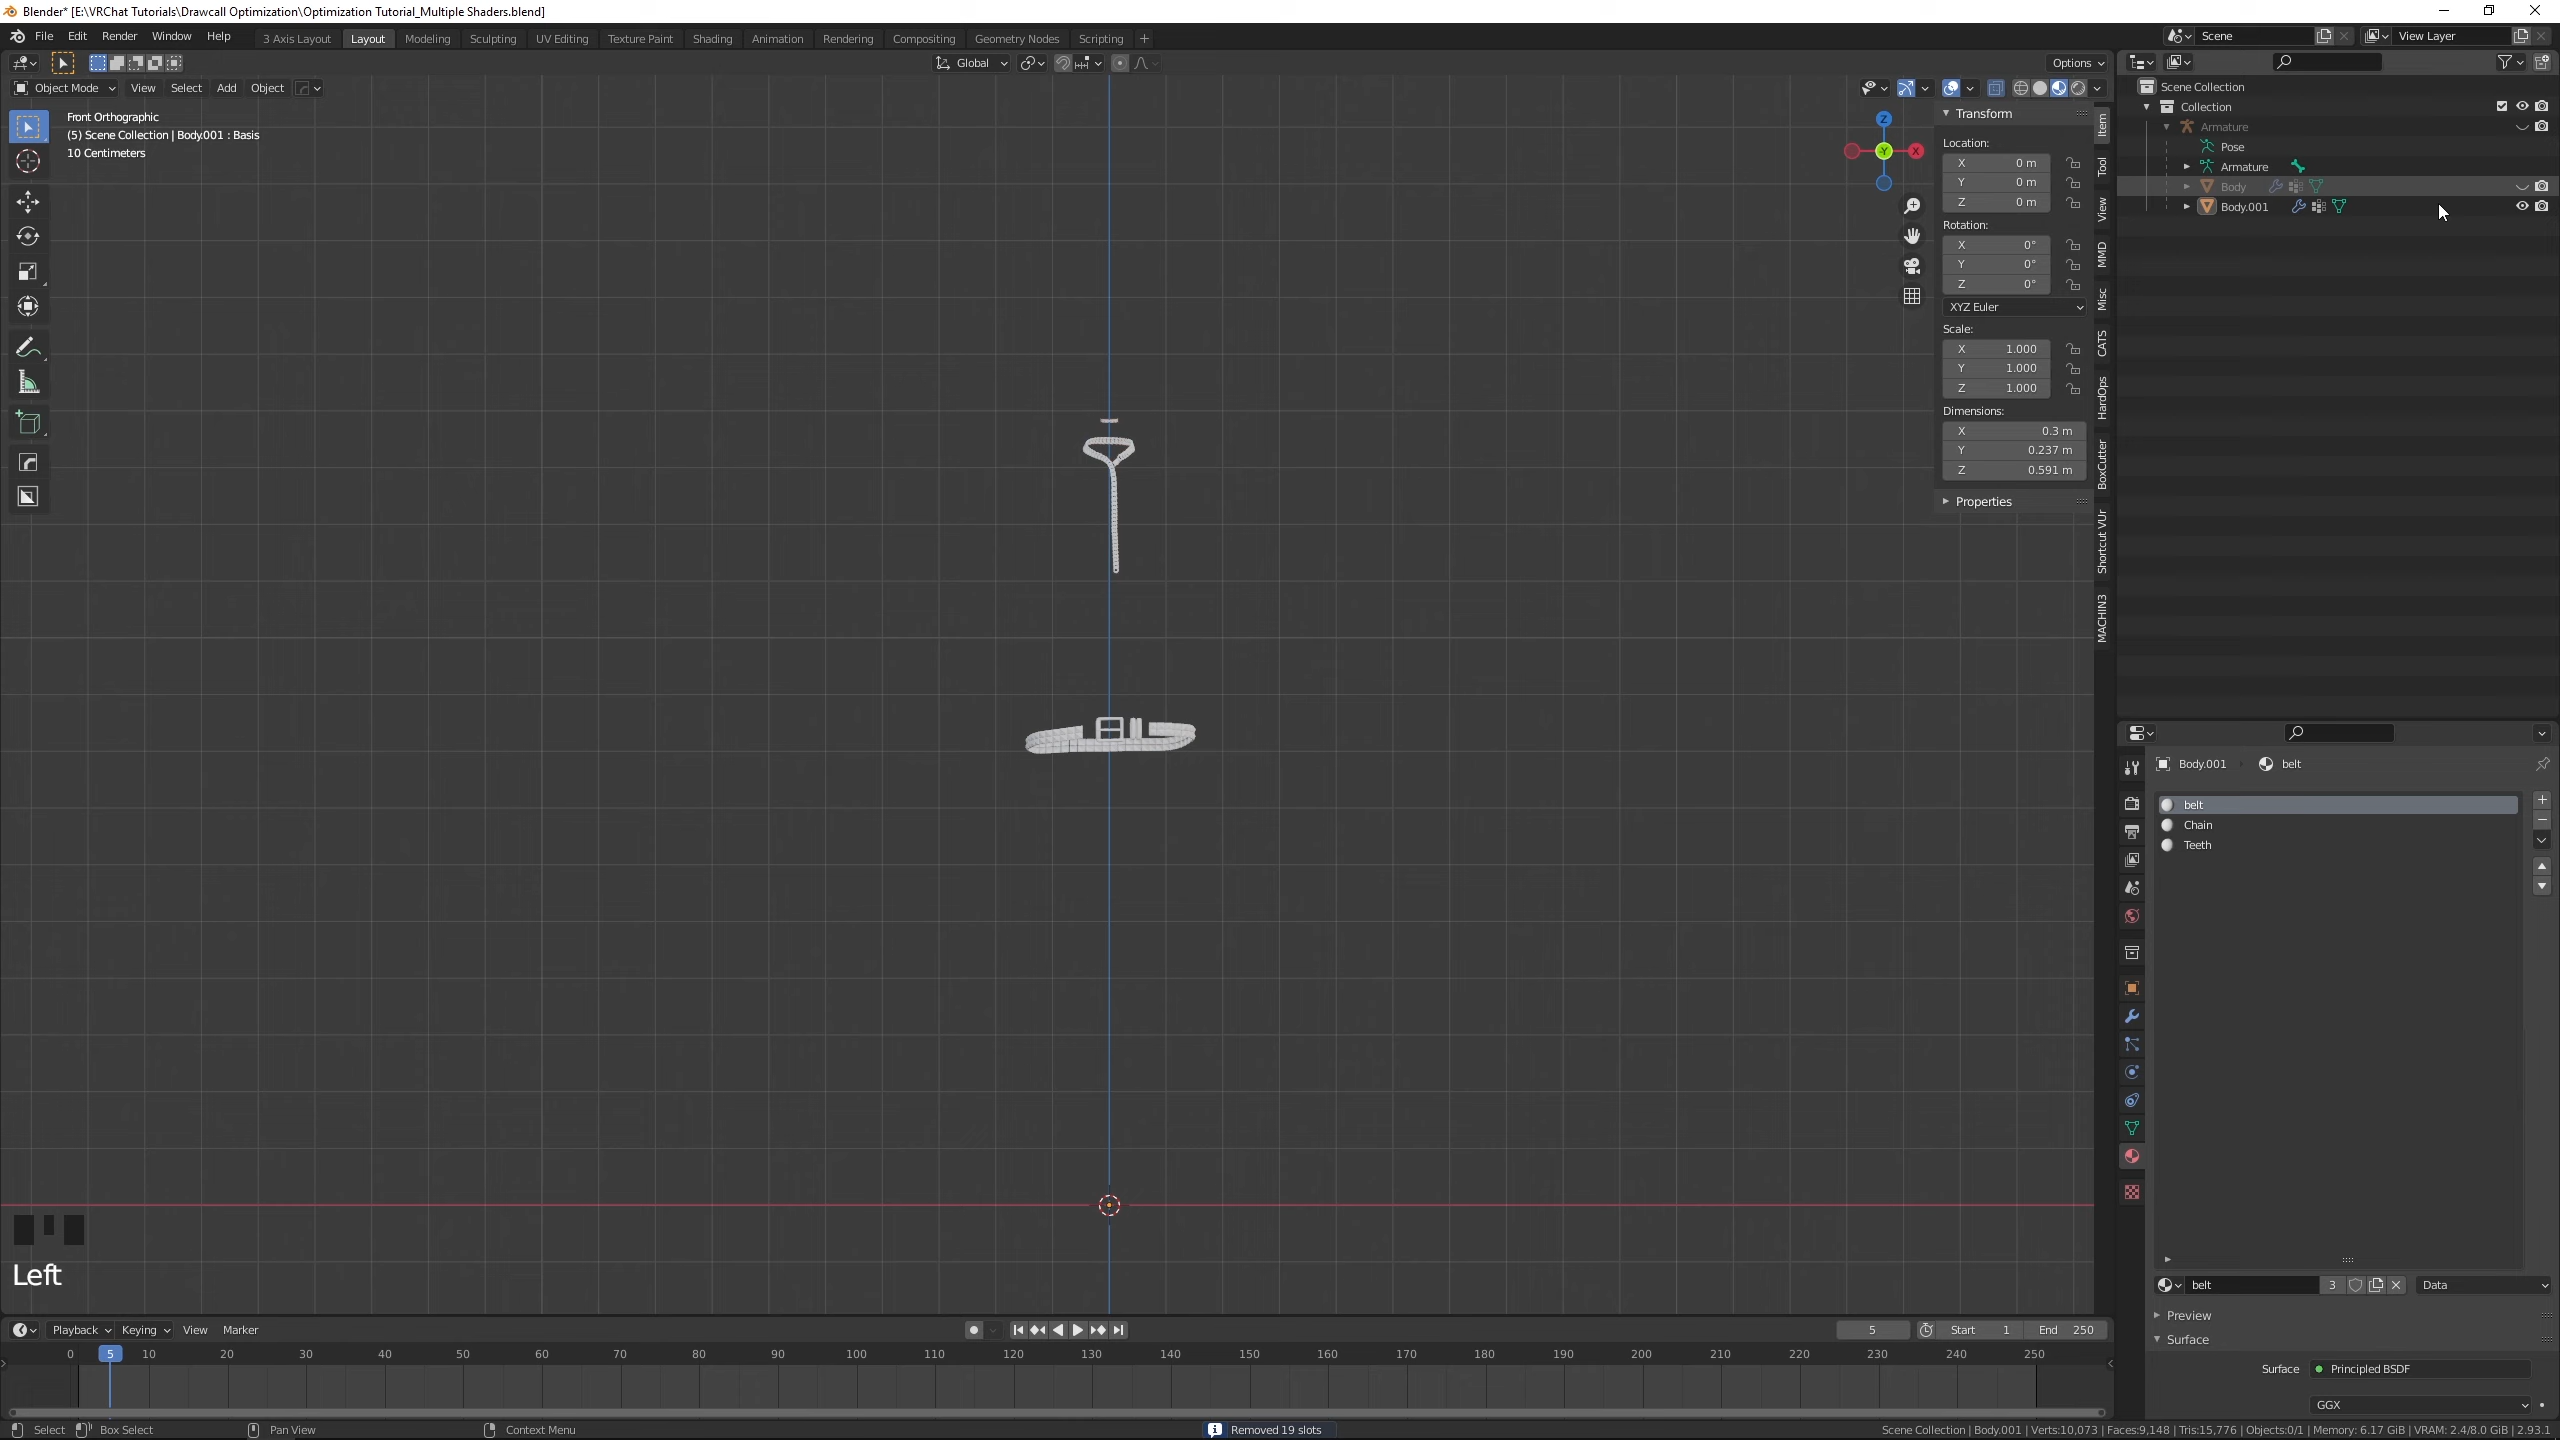 Blender* [E:\VRChat Tutorials\Drawcall Optimization\Optimization Tutorial_Multiple Shaders.blend]
File Edit Render Window Help 3 Axis Layout Layout Modeling Sculpting UV Editing Texture Paint Shading Animation Rendering Compositing Geometry Nodes Scripting + Scene View Layer
Global Options
Object Mode View Select Add Object
Front Orthographic
(5) Scene Collection | Body.001 : Basis
10 Centimeters
Z
Y
X
Transform
Location:
X 0 m
Y 0 m
Z 0 m
Rotation:
X 0°
Y 0°
Z 0°
XYZ Euler
Scale:
X 1.000
Y 1.000
Z 1.000
Dimensions:
X 0.3 m
Y 0.237 m
Z 0.591 m
Properties
Item
Tool
View
MMD
Misc
CATS
HardOps
BoxCutter
Shortcut VUr
MACHIN3
Scene Collection
Collection
Armature
Pose
Armature
Body
Body.001
Body.001 belt
belt
Chain
Teeth
belt 3 Data
Preview
Surface
Surface Principled BSDF
GGX
Left
Playback Keying View Marker 5 Start 1 End 250
0 5 10 20 30 40 50 60 70 80 90 100 110 120 130 140 150 160 170 180 190 200 210 220 230 240 250
Select Box Select Pan View Context Menu Removed 19 slots Scene Collection | Body.001 | Verts:10,073 | Faces:9,148 | Tris:15,776 | Objects:0/1 | Memory: 6.17 GiB | VRAM: 2.4/8.0 GiB | 2.93.1